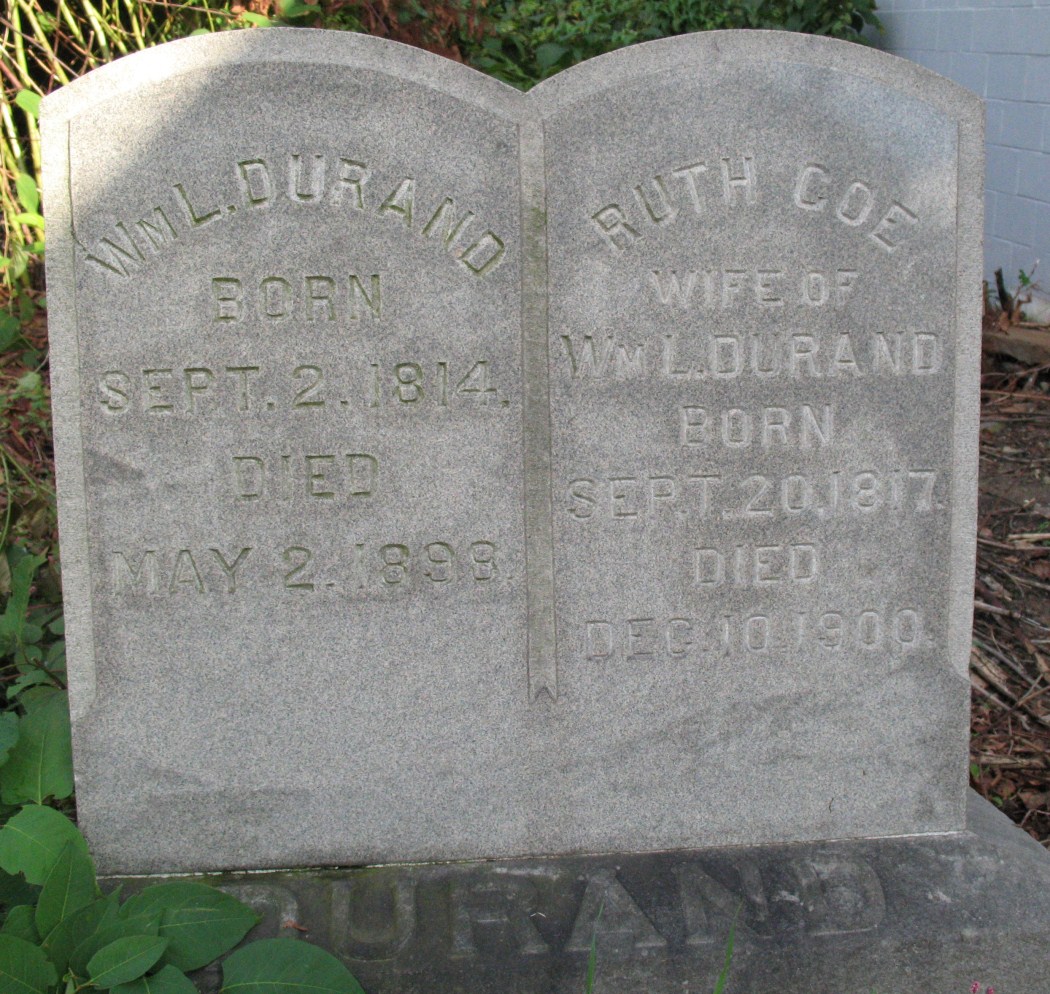 Wm L. DURAND
BORN
SEPT. 2. 1814.
DIED
MAY 2. 1898.
RUTH COE,
WIFE OF
Wm L. DURAND
BORN
SEPT. 20. 1817.
DIED
DEC. 10. 1900.
DURAND